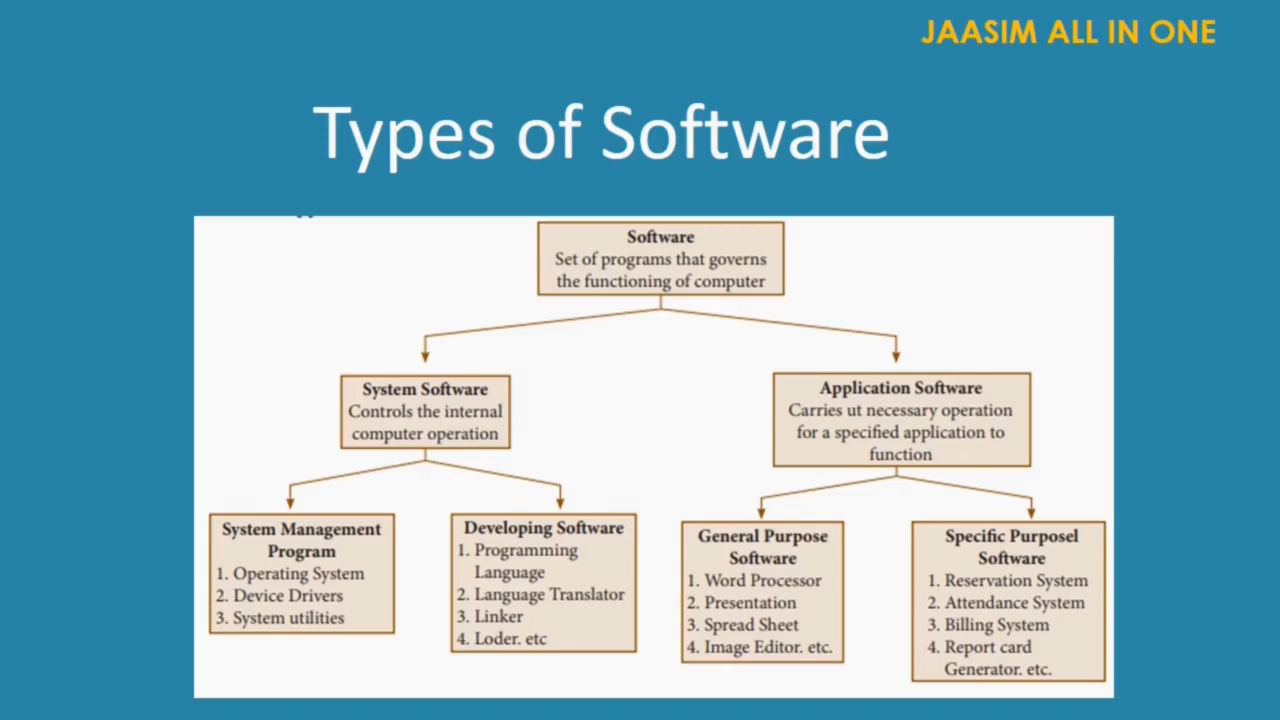 JAASIM ALL IN ONE
Types of Software
Software
Set of programs that governs
the functioning of computer
System Software
Controls the internal
computer operation
Application Software
Carries ut necessary operation
for a specified application to
function
System Management
Program
1. Operating System
2. Device Drivers
3. System utilities
Developing Software
1. Programming
Language
2. Language Translator
3. Linker
4. Loder. etc
General Purpose
Software
1. Word Processor
2. Presentation
3. Spread Sheet
4. Image Editor. etc.
Specific Purposel
Software
1. Reservation System
2. Attendance System
3. Billing System
4. Report card
Generator. etc.